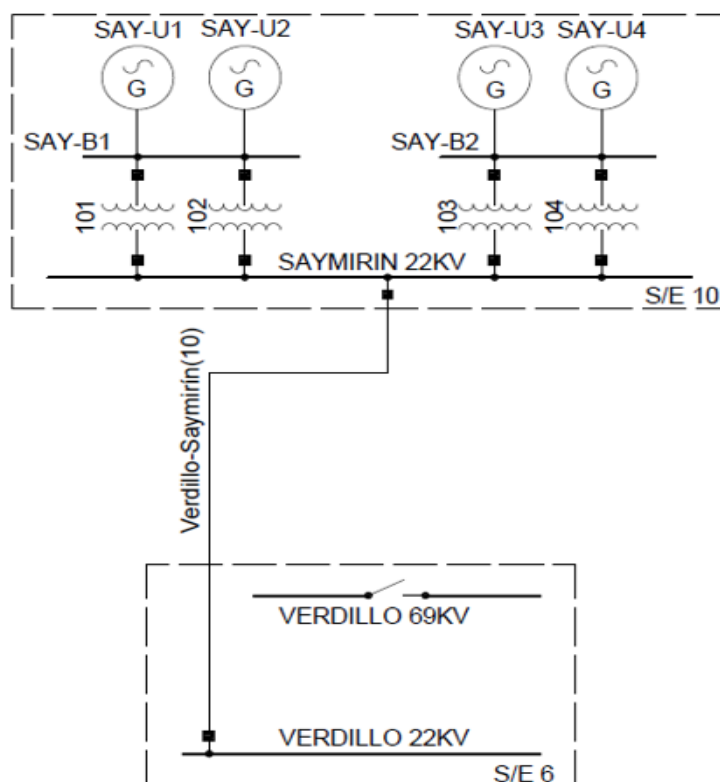 SAY-U1
SAY-U2
SAY-U3
SAY-U4
G
G
G
G
SAY-B1
SAY-B2
101
102
103
104
SAYMIRIN 22KV
S/E 10
Verdillo-Saymirín(10)
VERDILLO 69KV
VERDILLO 22KV
S/E 6